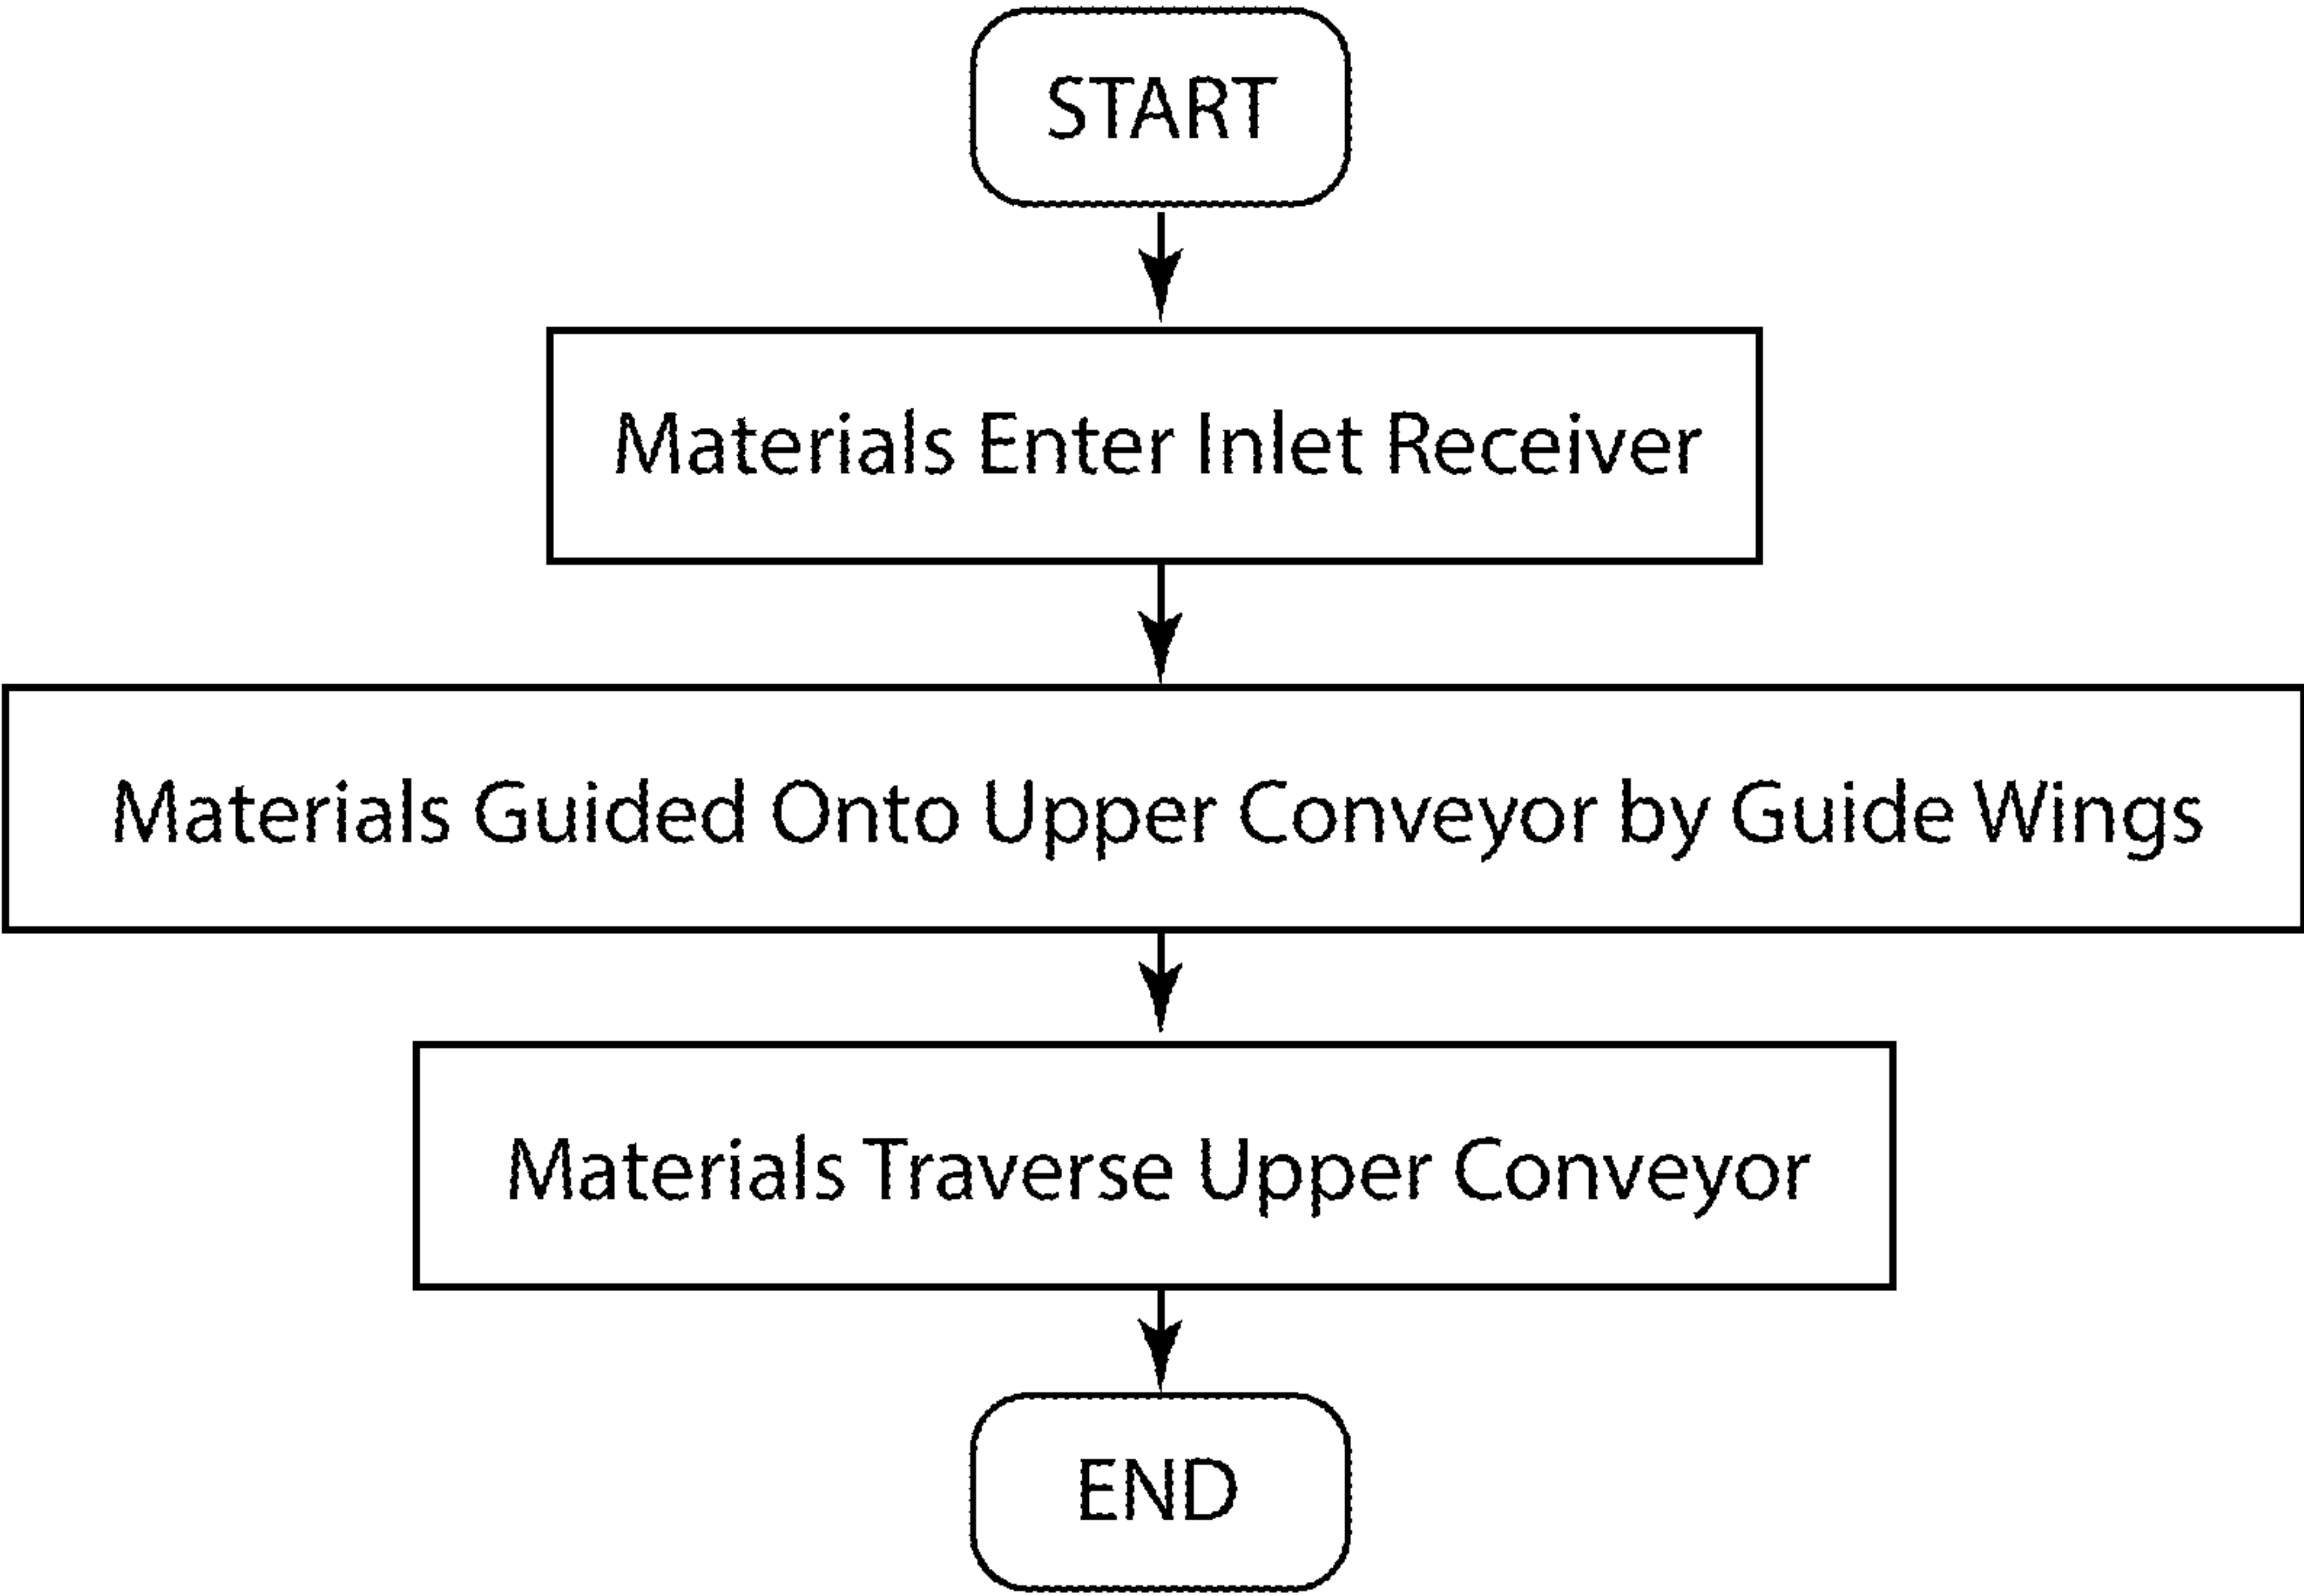 START
Materials Enter Inlet Receiver
Materials Guided Onto Upper Conveyor by Guide Wings
Materials Traverse Upper Conveyor
END